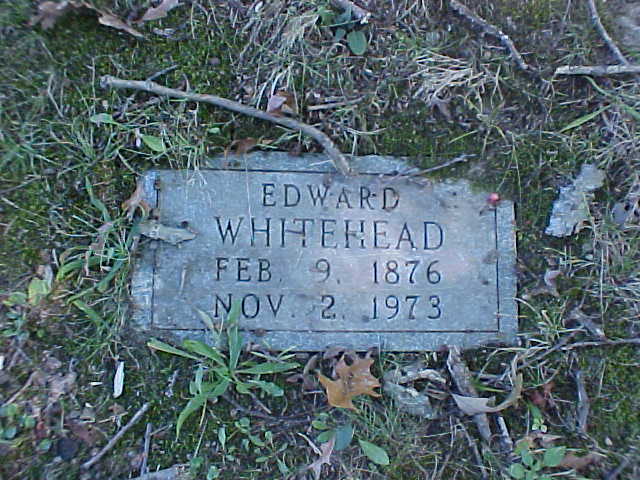 EDWARD
WHITEHEAD
FEB. 9. 1876
NOV. 2. 1973